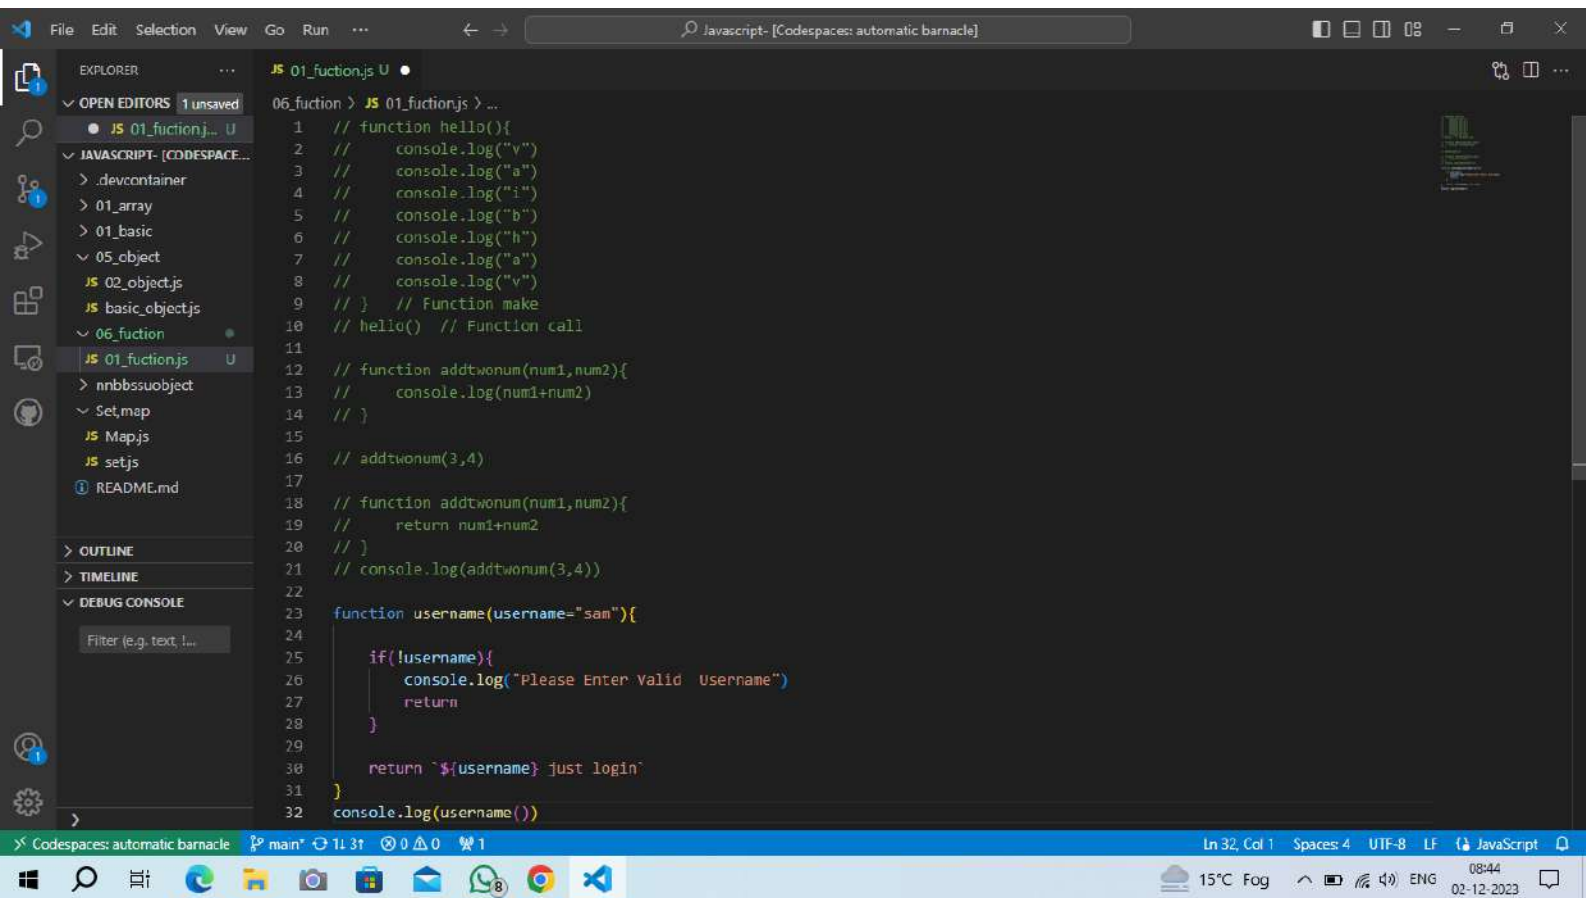 File Edit Selection View Go Run ··· ← → Javascript- [Codespaces: automatic barnacle]
EXPLORER ···
JS 01_fuction.js U ●
OPEN EDITORS 1 unsaved
● JS 01_fuction.j... U
JAVASCRIPT- [CODESPACE...
> .devcontainer
> 01_array
> 01_basic
05_object
JS 02_object.js
JS basic_object.js
06_fuction
JS 01_fuction.js U
> nnbbssuobject
Set,map
JS Map.js
JS set.js
README.md
> OUTLINE
> TIMELINE
DEBUG CONSOLE
Filter (e.g. text, !...
06_fuction > JS 01_fuction.js > ...
1 // function hello(){
2 //     console.log("v")
3 //     console.log("a")
4 //     console.log("i")
5 //     console.log("b")
6 //     console.log("h")
7 //     console.log("a")
8 //     console.log("v")
9 // }   // Function make
10 // hello()  // Function call
11
12 // function addtwonum(num1,num2){
13 //     console.log(num1+num2)
14 // }
15
16 // addtwonum(3,4)
17
18 // function addtwonum(num1,num2){
19 //     return num1+num2
20 // }
21 // console.log(addtwonum(3,4))
22
23 function username(username="sam"){
24
25     if(!username){
26         console.log("Please Enter Valid  Username")
27         return
28     }
29
30     return `${username} just login`
31 }
32 console.log(username())
Codespaces: automatic barnacle main* 1↓ 3↑ 0 0 1 Ln 32, Col 1 Spaces: 4 UTF-8 LF JavaScript
8 15°C Fog ENG 08:44
02-12-2023